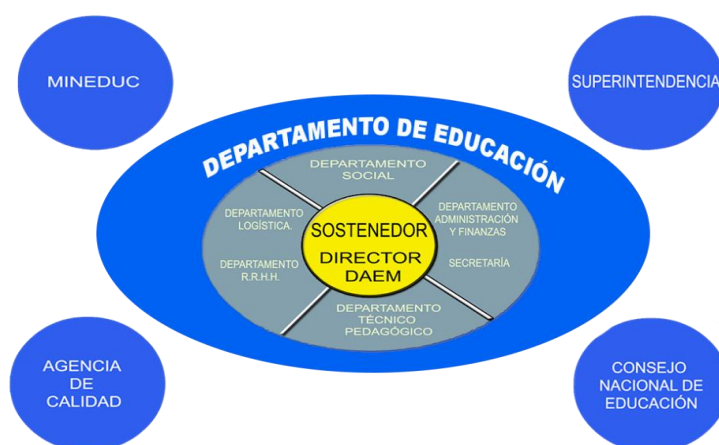 MINEDUC
SUPERINTENDENCIA
DEPARTAMENTO DE EDUCACIÓN
DEPARTAMENTO
SOCIAL
DEPARTAMENTO
LOGÍSTICA.
DEPARTAMENTO
R.R.H.H.
SOSTENEDOR
DIRECTOR
DAEM
DEPARTAMENTO
ADMINISTRACIÓN
Y FINANZAS
SECRETARÍA
DEPARTAMENTO
TÉCNICO
PEDAGÓGICO
AGENCIA
DE
CALIDAD
CONSEJO
NACIONAL DE
EDUCACIÓN